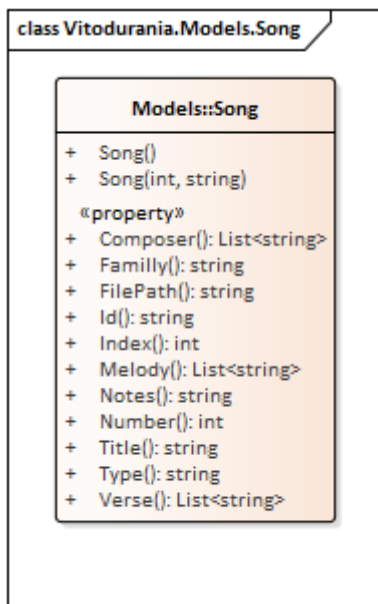 class Vitodurania.Models.Song
Models::Song
+ Song()
+ Song(int, string)
«property»
+ Composer(): List<string>
+ Familly(): string
+ FilePath(): string
+ Id(): string
+ Index(): int
+ Melody(): List<string>
+ Notes(): string
+ Number(): int
+ Title(): string
+ Type(): string
+ Verse(): List<string>